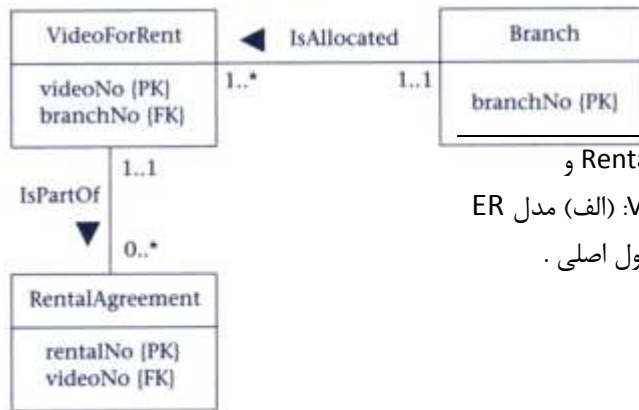 VideoForRent
IsAllocated
Branch
videoNo {PK}
branchNo {FK}
1..*
1..1
branchNo {PK}
1..1
IsPartOf
0..*
RentalAgreement
rentalNo {PK}
videoNo {FK}
و
: (الف) مدل ER
اصلی .